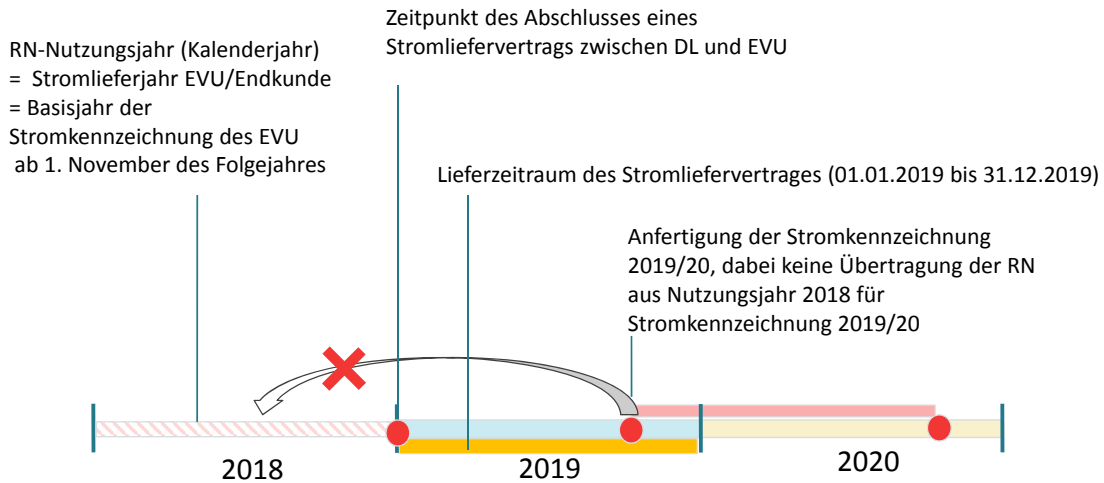 RN-Nutzungsjahr (Kalenderjahr)
= Stromlieferjahr EVU/Endkunde
= Basisjahr der
Stromkennzeichnung des EVU
ab 1. November des Folgejahres
Zeitpunkt des Abschlusses eines
Stromliefervertrags zwischen DL und EVU
Lieferzeitraum des Stromliefervertrages (01.01.2019 bis 31.12.2019)
Anfertigung der Stromkennzeichnung
2019/20, dabei keine Übertragung der RN
aus Nutzungsjahr 2018 für
Stromkennzeichnung 2019/20
2018
2019
2020